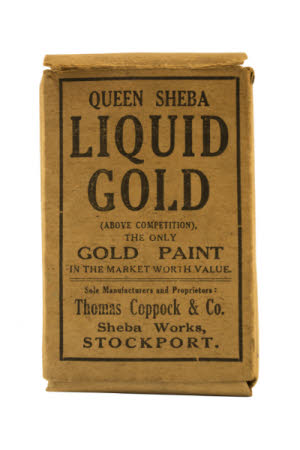 QUEEN SHEBA
LIQUID
GOLD
(ABOVE COMPETITION),
THE ONLY
GOLD PAINT
IN THE MARKET WORTH VALUE.
Sole Manufacturers and Proprietors:
Thomas Coppock & Co.
Sheba Works,
STOCKPORT.